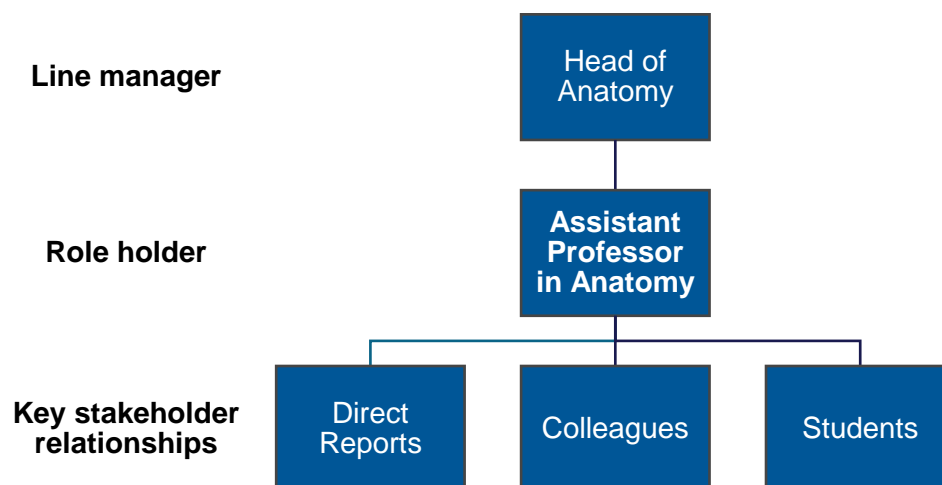 Line manager
Head of
Anatomy
Role holder
Assistant
Professor
in Anatomy
Key stakeholder
relationships
Direct
Reports
Colleagues
Students